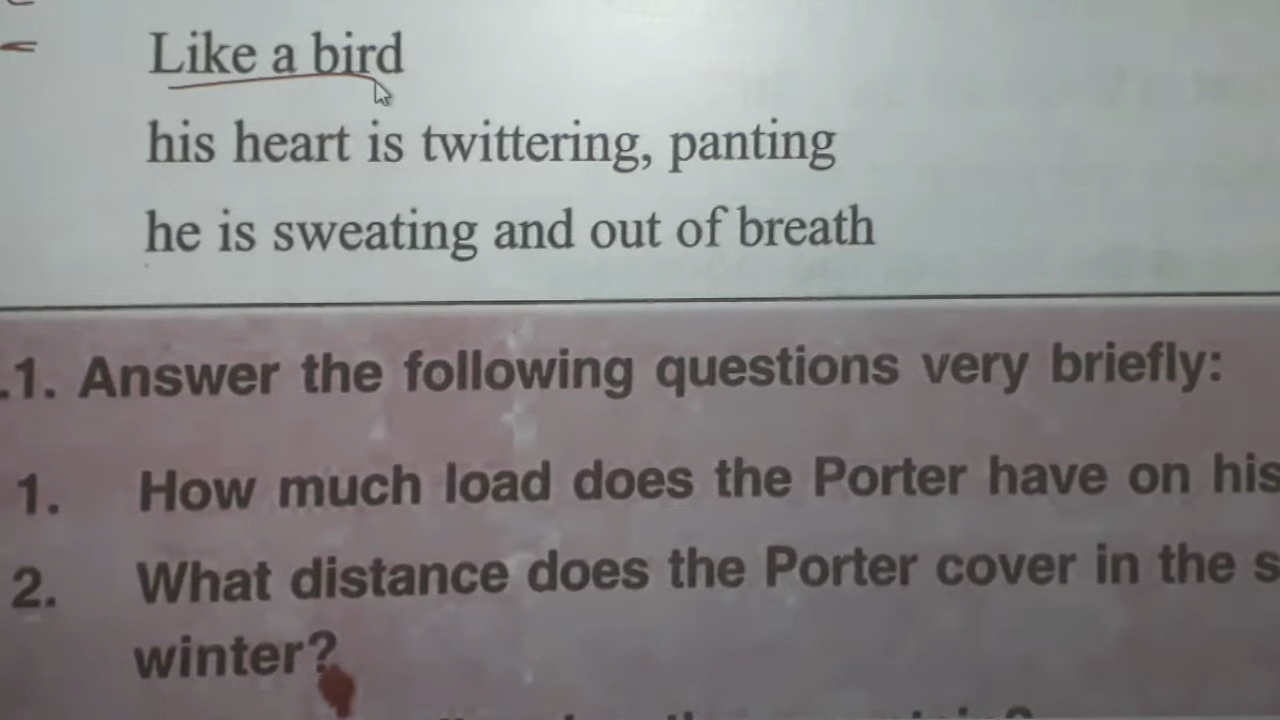 Like a bird
his heart is twittering, panting
he is sweating and out of breath
.1. Answer the following questions very briefly:
1. How much load does the Porter have on his
2. What distance does the Porter cover in the s
winter?